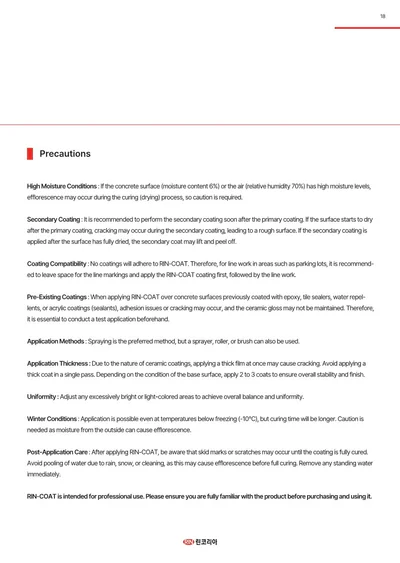 18
Precautions
High Moisture Conditions : If the concrete surface (moisture content 6%) or the air (relative humidity 70%) has high moisture levels,
efflorescence may occur during the curing (drying) process, so caution is required.
Secondary Coating : It is recommended to perform the secondary coating soon after the primary coating. If the surface starts to dry
after the primary coating, cracking may occur during the secondary coating, leading to a rough surface. If the secondary coating is
applied after the surface has fully dried, the secondary coat may lift and peel off.
Coating Compatibility : No coatings will adhere to RIN-COAT. Therefore, for line work in areas such as parking lots, it is recommend-
ed to leave space for the line markings and apply the RIN-COAT coating first, followed by the line work.
Pre-Existing Coatings : When applying RIN-COAT over concrete surfaces previously coated with epoxy, tile sealers, water repel-
lents, or acrylic coatings (sealants), adhesion issues or cracking may occur, and the ceramic gloss may not be maintained. Therefore,
it is essential to conduct a test application beforehand.
Application Methods : Spraying is the preferred method, but a sprayer, roller, or brush can also be used.
Application Thickness : Due to the nature of ceramic coatings, applying a thick film at once may cause cracking. Avoid applying a
thick coat in a single pass. Depending on the condition of the base surface, apply 2 to 3 coats to ensure overall stability and finish.
Uniformity : Adjust any excessively bright or light-colored areas to achieve overall balance and uniformity.
Winter Conditions : Application is possible even at temperatures below freezing (-10°C), but curing time will be longer. Caution is
needed as moisture from the outside can cause efflorescence.
Post-Application Care : After applying RIN-COAT, be aware that skid marks or scratches may occur until the coating is fully cured.
Avoid pooling of water due to rain, snow, or cleaning, as this may cause efflorescence before full curing. Remove any standing water
immediately.
RIN-COAT is intended for professional use. Please ensure you are fully familiar with the product before purchasing and using it.
RIN 린코리아